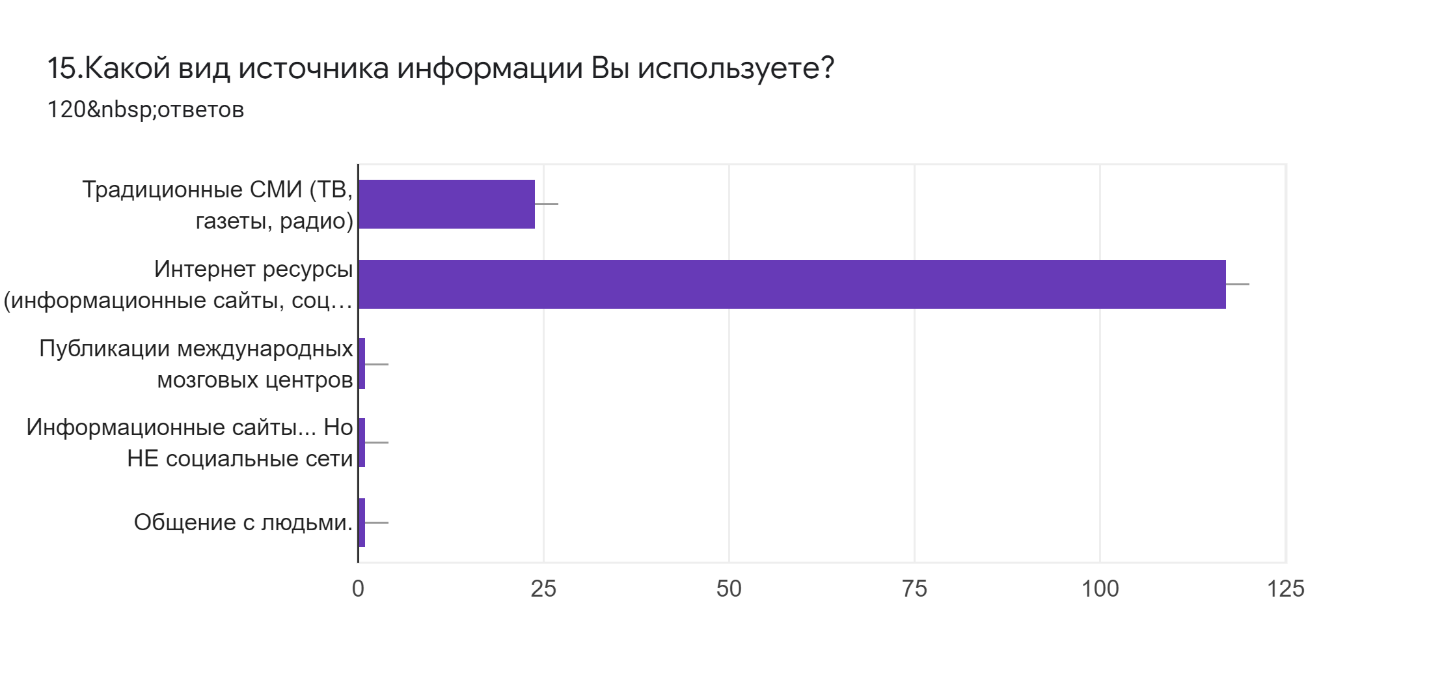 15.Какой вид источника информации Вы используете?
120&nbsp;ответов
Традиционные СМИ (ТВ,
газеты, радио)
Интернет ресурсы
(информационные сайты, соц…
Публикации международных
мозговых центров
Информационные сайты... Но
НЕ социальные сети
Общение с людьми.
0 25 50 75 100 125